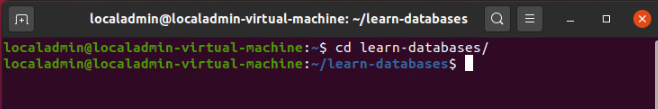 localadmin@localadmin-virtual-machine: ~/learn-databases
localadmin@localadmin-virtual-machine:~$ cd learn-databases/
localadmin@localadmin-virtual-machine:~/learn-databases$